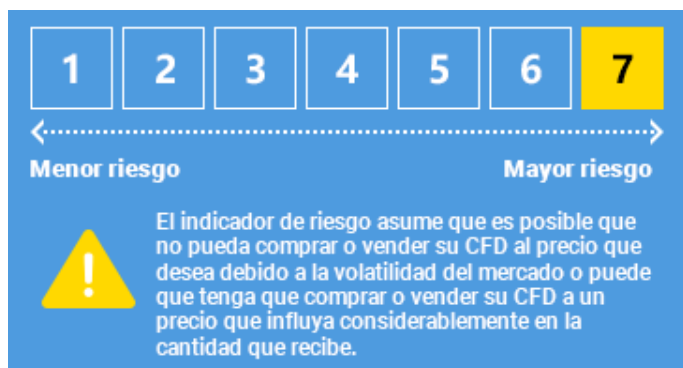 1 2 3 4 5 6 7
Menor riesgo Mayor riesgo
El indicador de riesgo asume que es posible que
no pueda comprar o vender su CFD al precio que
desea debido a la volatilidad del mercado o puede
que tenga que comprar o vender su CFD a un
precio que influya considerablemente en la
cantidad que recibe.